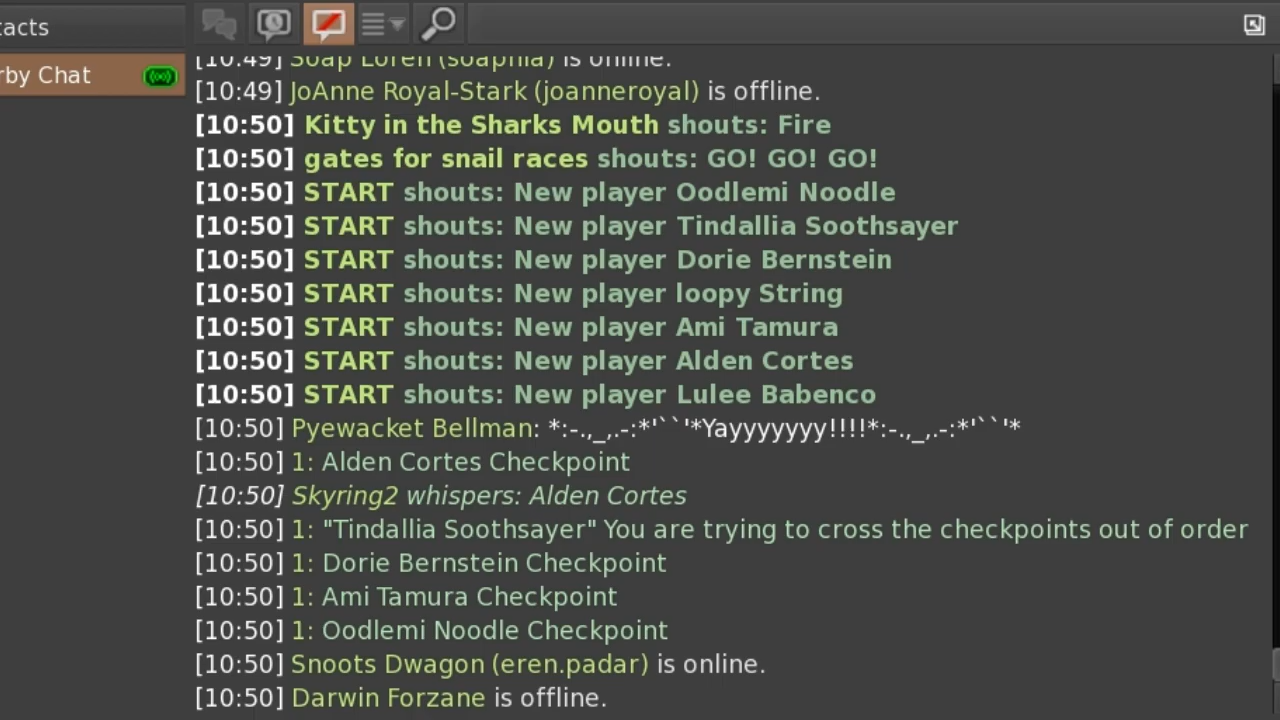 tacts
rby Chat
[10:49] Soap Loren (soaphia) is online.
[10:49] JoAnne Royal-Stark (joanneroyal) is offline.
[10:50] Kitty in the Sharks Mouth shouts: Fire
[10:50] gates for snail races shouts: GO! GO! GO!
[10:50] START shouts: New player Oodlemi Noodle
[10:50] START shouts: New player Tindallia Soothsayer
[10:50] START shouts: New player Dorie Bernstein
[10:50] START shouts: New player loopy String
[10:50] START shouts: New player Ami Tamura
[10:50] START shouts: New player Alden Cortes
[10:50] START shouts: New player Lulee Babenco
[10:50] Pyewacket Bellman: *:-.,_,.-:*'``'*Yayyyyyyy!!!!*:-.,_,.-:*'``'*
[10:50] 1: Alden Cortes Checkpoint
[10:50] Skyring2 whispers: Alden Cortes
[10:50] 1: "Tindallia Soothsayer" You are trying to cross the checkpoints out of order
[10:50] 1: Dorie Bernstein Checkpoint
[10:50] 1: Ami Tamura Checkpoint
[10:50] 1: Oodlemi Noodle Checkpoint
[10:50] Snoots Dwagon (eren.padar) is online.
[10:50] Darwin Forzane is offline.